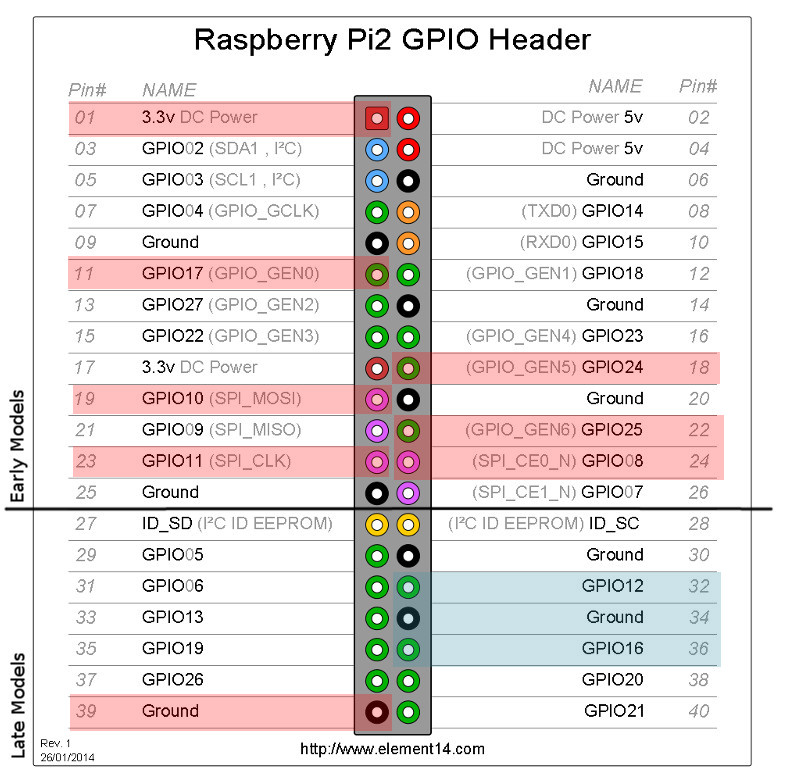 Raspberry Pi2 GPIO Header
Pin# NAME NAME Pin#
01 3.3v DC Power DC Power 5v 02
03 GPIO02 (SDA1 , I²C) DC Power 5v 04
05 GPIO03 (SCL1 , I²C) Ground 06
07 GPIO04 (GPIO_GCLK) (TXD0) GPIO14 08
09 Ground (RXD0) GPIO15 10
11 GPIO17 (GPIO_GEN0) (GPIO_GEN1) GPIO18 12
13 GPIO27 (GPIO_GEN2) Ground 14
15 GPIO22 (GPIO_GEN3) (GPIO_GEN4) GPIO23 16
17 3.3v DC Power (GPIO_GEN5) GPIO24 18
19 GPIO10 (SPI_MOSI) Ground 20
21 GPIO09 (SPI_MISO) (GPIO_GEN6) GPIO25 22
23 GPIO11 (SPI_CLK) (SPI_CE0_N) GPIO08 24
25 Ground (SPI_CE1_N) GPIO07 26
27 ID_SD (I²C ID EEPROM) (I²C ID EEPROM) ID_SC 28
29 GPIO05 Ground 30
31 GPIO06 GPIO12 32
33 GPIO13 Ground 34
35 GPIO19 GPIO16 36
37 GPIO26 GPIO20 38
39 Ground GPIO21 40
Early Models
Late Models
Rev. 1
26/01/2014
http://www.element14.com